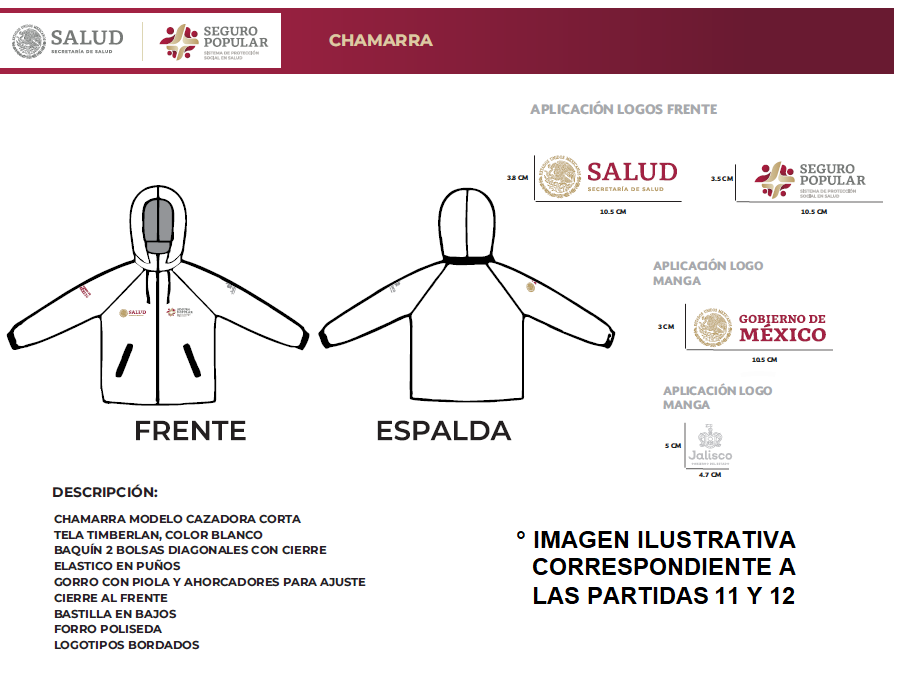 SALUD
SECRETARÍA DE SALUD
SEGURO
POPULAR
SISTEMA DE PROTECCIÓN
SOCIAL EN SALUD
CHAMARRA
APLICACIÓN LOGOS FRENTE
3.8 CM
SALUD
SECRETARÍA DE SALUD
10.5 CM
3.5 CM
SEGURO
POPULAR
SISTEMA DE PROTECCIÓN
SOCIAL EN SALUD
10.5 CM
APLICACIÓN LOGO
MANGA
3 CM
GOBIERNO DE
MÉXICO
10.5 CM
APLICACIÓN LOGO
MANGA
5 CM
Jalisco
4.7 CM
SALUD
SEGURO
POPULAR
FRENTE
ESPALDA
DESCRIPCIÓN:
CHAMARRA MODELO CAZADORA CORTA
TELA TIMBERLAN, COLOR BLANCO
BAQUÍN 2 BOLSAS DIAGONALES CON CIERRE
ELASTICO EN PUÑOS
GORRO CON PIOLA Y AHORCADORES PARA AJUSTE
CIERRE AL FRENTE
BASTILLA EN BAJOS
FORRO POLISEDA
LOGOTIPOS BORDADOS
° IMAGEN ILUSTRATIVA
CORRESPONDIENTE A
LAS PARTIDAS 11 Y 12